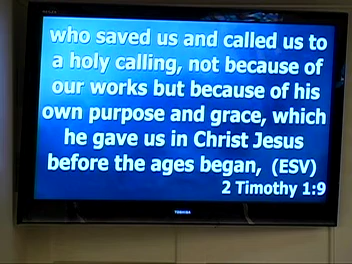 who saved us and called us to
a holy calling, not because of
our works but because of his
own purpose and grace, which
he gave us in Christ Jesus
before the ages began, (ESV)
2 Timothy 1:9
TOSHIBA